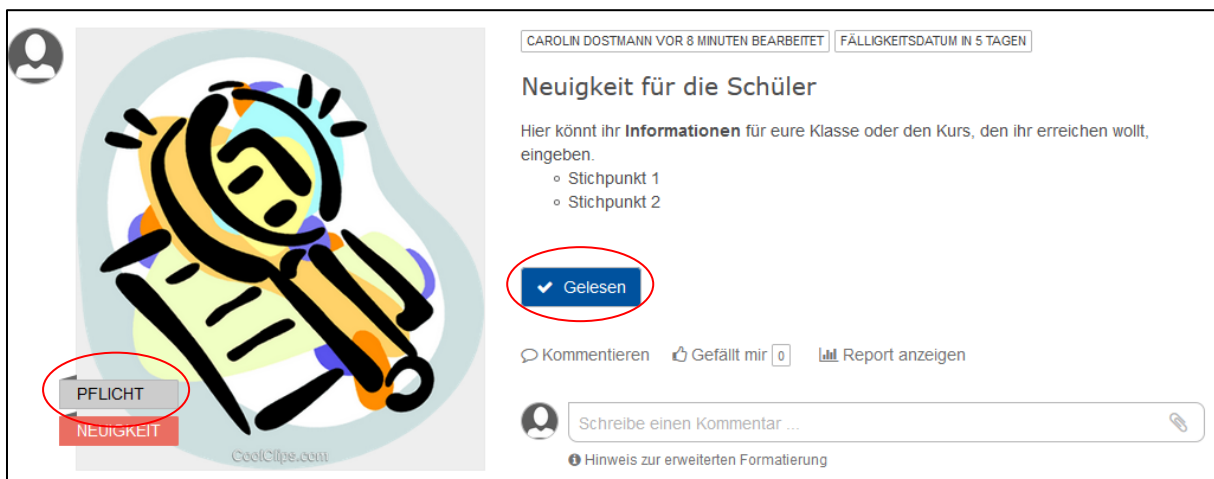 CAROLIN DOSTMANN VOR 8 MINUTEN BEARBEITET FÄLLIGKEITSDATUM IN 5 TAGEN
Neuigkeit für die Schüler
Hier könnt ihr Informationen für eure Klasse oder den Kurs, den ihr erreichen wollt,
eingeben.
Stichpunkt 1
Stichpunkt 2
Gelesen
Kommentieren Gefällt mir 0 Report anzeigen
PFLICHT
NEUIGKEIT
CoolClips.com
Schreibe einen Kommentar ...
Hinweis zur erweiterten Formatierung